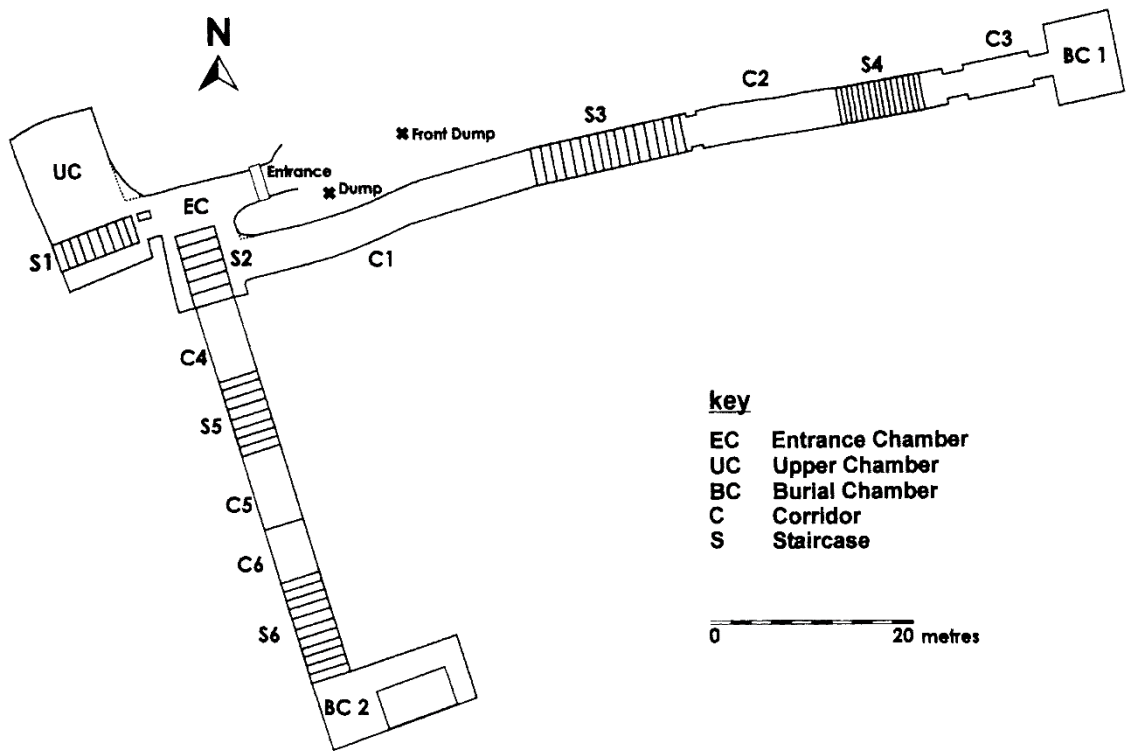 N
C3
BC 1
S4
C2
S3
Front Dump
UC
Entrance
Dump
EC
S1
S2
C1
C4
S5
C5
C6
S6
BC 2
key
EC Entrance Chamber
UC Upper Chamber
BC Burial Chamber
C Corridor
S Staircase
0 20 metres